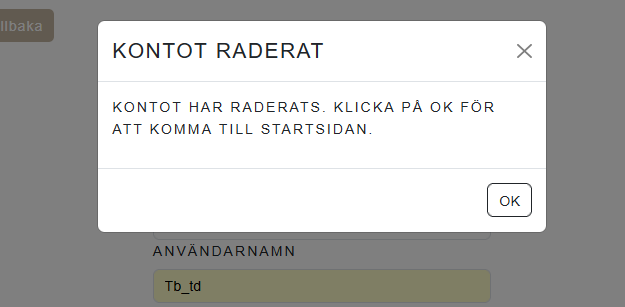 llbaka
KONTOT RADERAT
KONTOT HAR RADERATS. KLICKA PÅ OK FÖR
ATT KOMMA TILL STARTSIDAN.
OK
ANVÄNDARNAMN
Tb_td